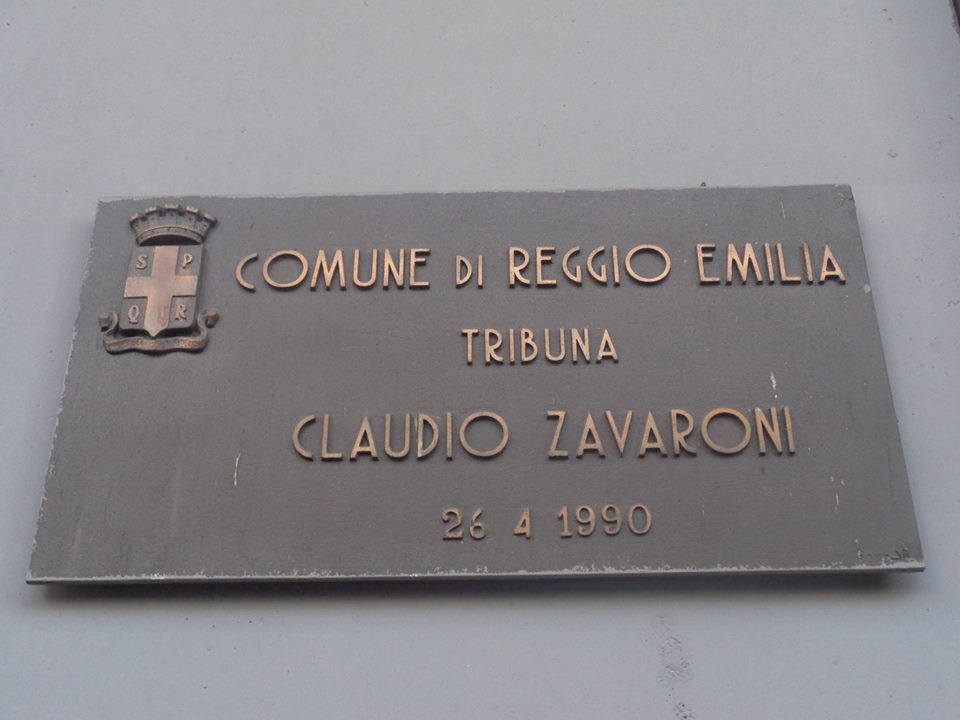 S P
Q R
COMUNE DI REGGIO EMILIA
TRIBUNA
CLAUDIO ZAVARONI
26 4 1990